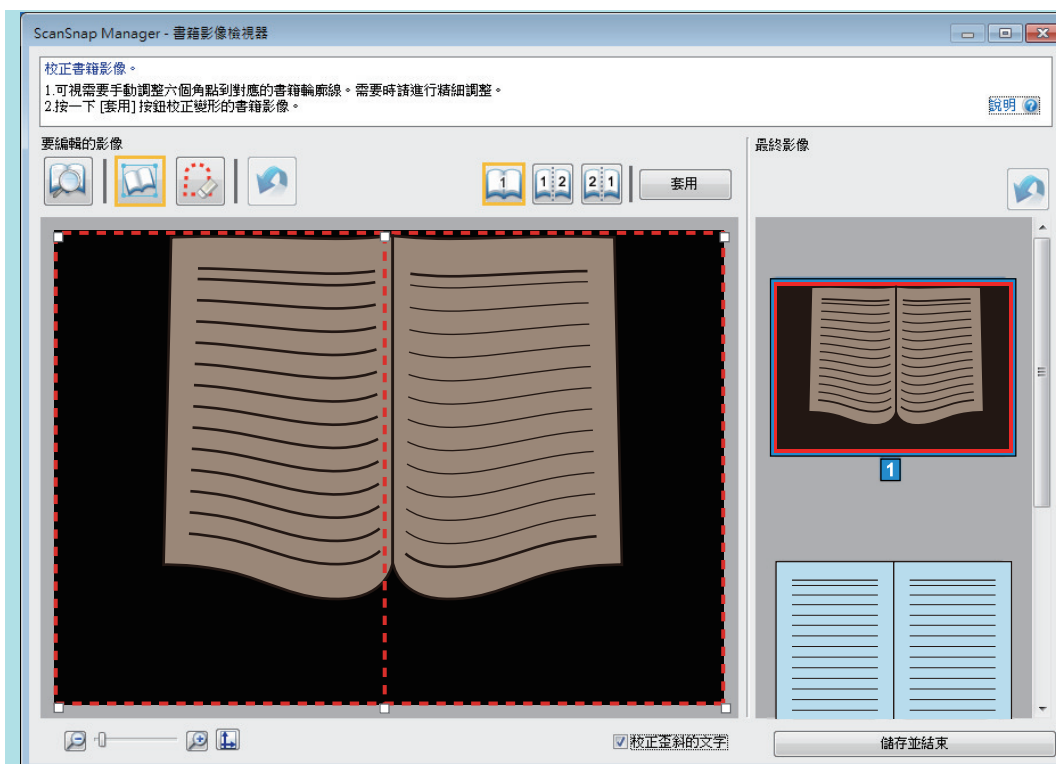 ScanSnap Manager - 書籍影像檢視器
校正書籍影像。
1.可視需要手動調整六個角點到對應的書籍輪廓線。需要時請進行精細調整。
2.按一下 [套用] 按鈕校正變形的書籍影像。
說明
要編輯的影像
最終影像
1
1 2
2 1
套用
1
校正歪斜的文字
儲存並結束